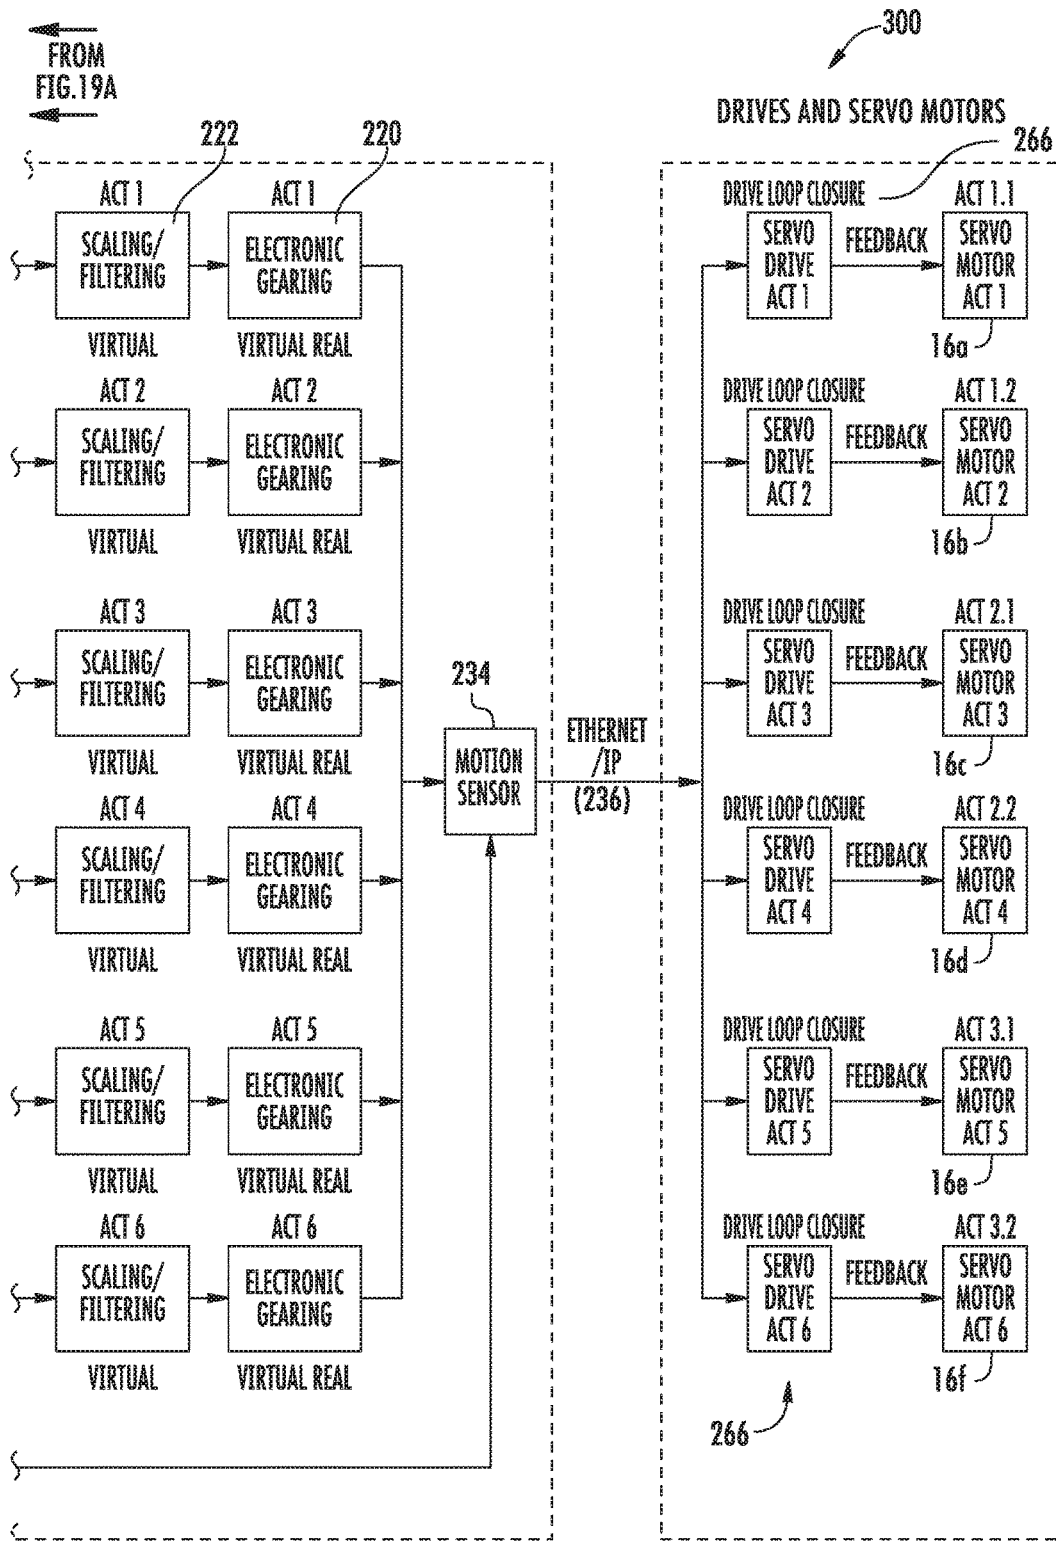 FROM
FIG.19A
300
DRIVES AND SERVO MOTORS
222
220
266
ACT 1
ACT 1
DRIVE LOOP CLOSURE
ACT 1.1
SCALING/
FILTERING
ELECTRONIC
GEARING
SERVO
DRIVE
ACT 1
FEEDBACK
SERVO
MOTOR
ACT 1
VIRTUAL
VIRTUAL REAL
16a
ACT 2
ACT 2
DRIVE LOOP CLOSURE
ACT 1.2
SCALING/
FILTERING
ELECTRONIC
GEARING
SERVO
DRIVE
ACT 2
FEEDBACK
SERVO
MOTOR
ACT 2
VIRTUAL
VIRTUAL REAL
16b
ACT 3
ACT 3
DRIVE LOOP CLOSURE
ACT 2.1
SCALING/
FILTERING
ELECTRONIC
GEARING
SERVO
DRIVE
ACT 3
FEEDBACK
SERVO
MOTOR
ACT 3
VIRTUAL
VIRTUAL REAL
16c
234
MOTION
SENSOR
ETHERNET
/IP
(236)
ACT 4
ACT 4
DRIVE LOOP CLOSURE
ACT 2.2
SCALING/
FILTERING
ELECTRONIC
GEARING
SERVO
DRIVE
ACT 4
FEEDBACK
SERVO
MOTOR
ACT 4
VIRTUAL
VIRTUAL REAL
16d
ACT 5
ACT 5
DRIVE LOOP CLOSURE
ACT 3.1
SCALING/
FILTERING
ELECTRONIC
GEARING
SERVO
DRIVE
ACT 5
FEEDBACK
SERVO
MOTOR
ACT 5
VIRTUAL
VIRTUAL REAL
16e
ACT 6
ACT 6
DRIVE LOOP CLOSURE
ACT 3.2
SCALING/
FILTERING
ELECTRONIC
GEARING
SERVO
DRIVE
ACT 6
FEEDBACK
SERVO
MOTOR
ACT 6
VIRTUAL
VIRTUAL REAL
16f
266